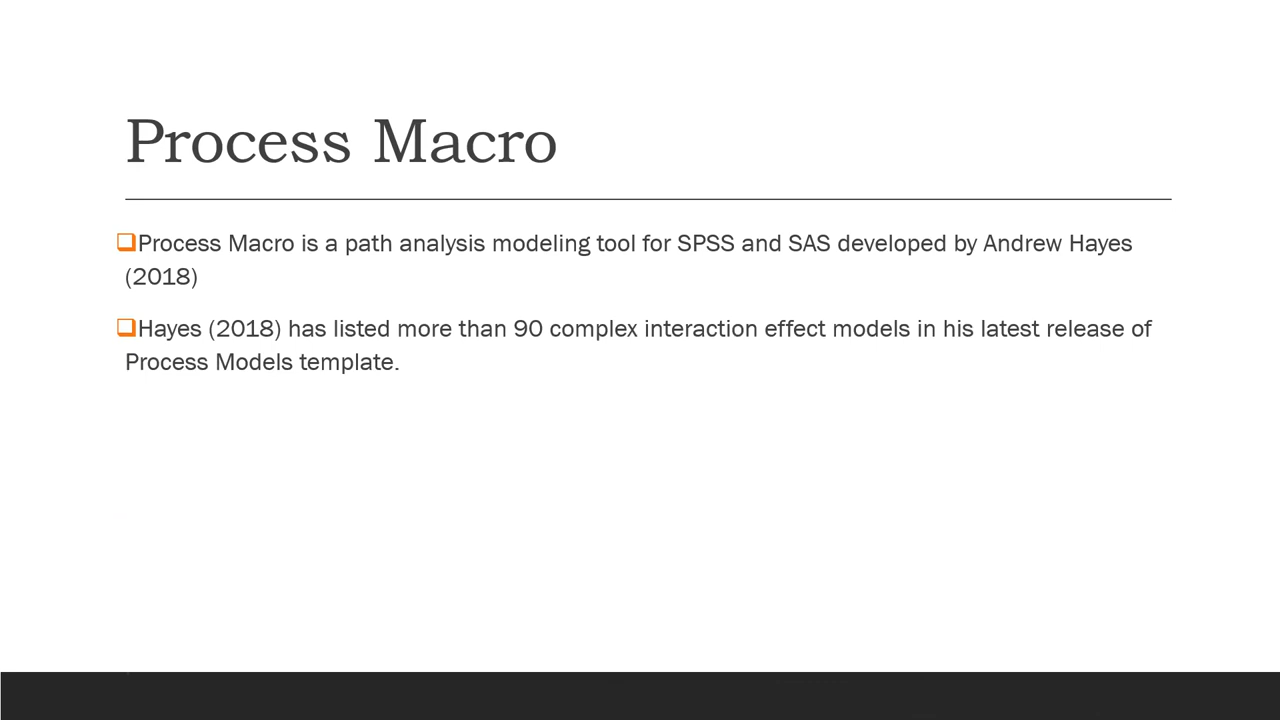 Process Macro
❑Process Macro is a path analysis modeling tool for SPSS and SAS developed by Andrew Hayes
(2018)
❑Hayes (2018) has listed more than 90 complex interaction effect models in his latest release of
Process Models template.